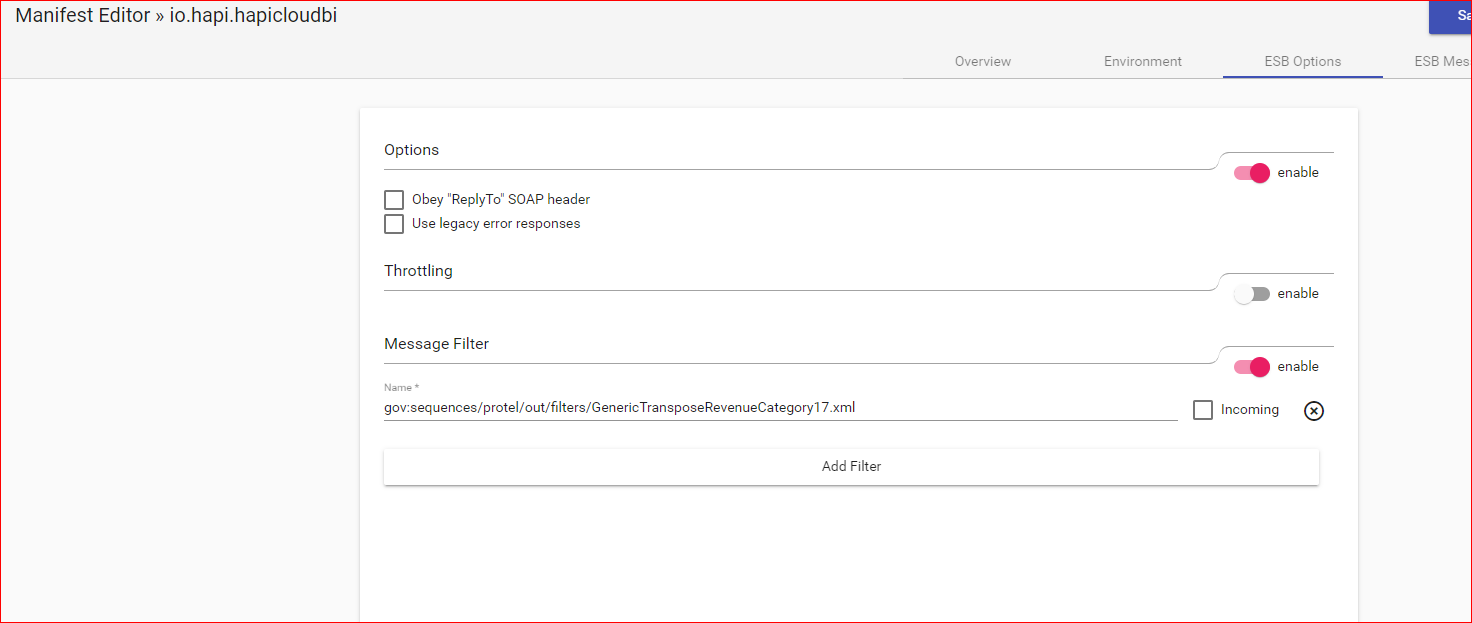 Manifest Editor » io.hapi.hapicloudbi
Sa
Overview Environment ESB Options ESB Mes
Options
enable
Obey "ReplyTo" SOAP header
Use legacy error responses
Throttling
enable
Message Filter
enable
Name *
gov:sequences/protel/out/filters/GenericTransposeRevenueCategory17.xml
Incoming
Add Filter